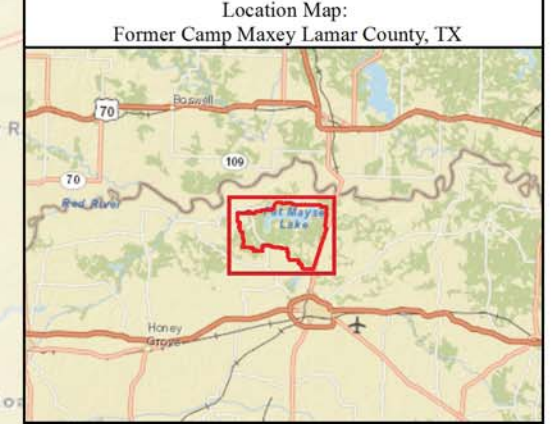 Location Map:
Former Camp Maxey Lamar County, TX
Boswell
70
109
R
70
Red River
Pat Mayse
Lake
Honey
Grove